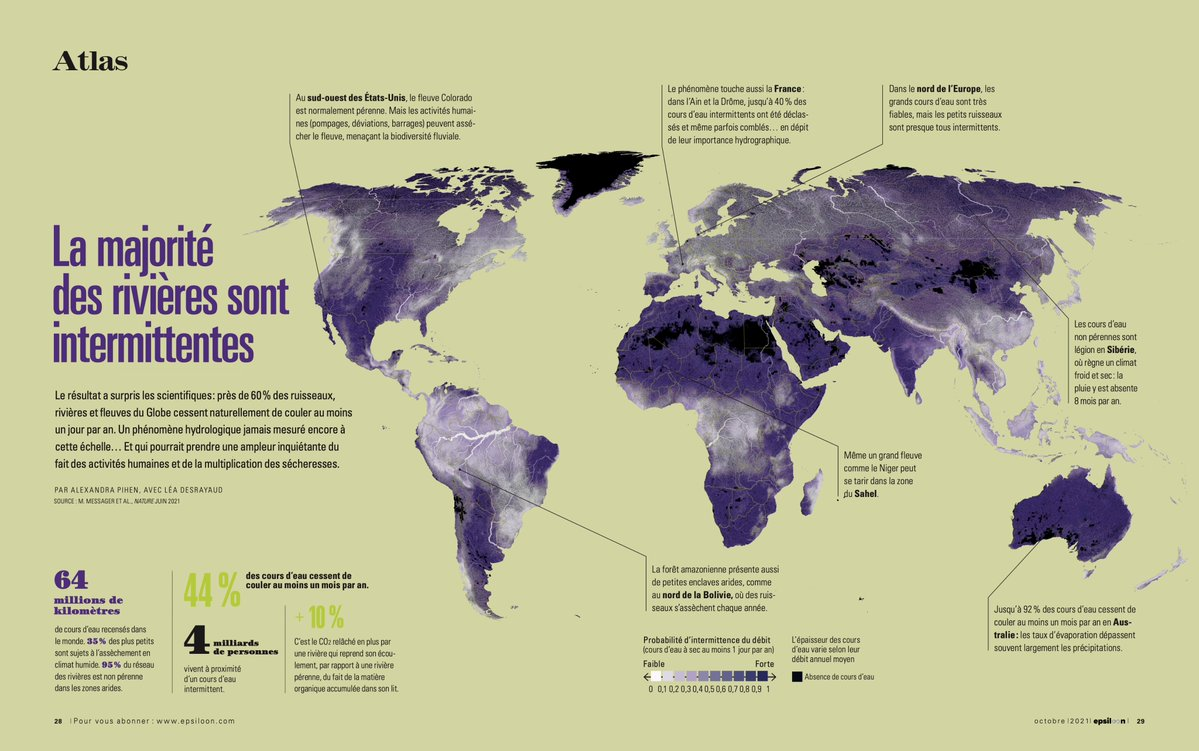 Atlas
Au sud-ouest des États-Unis, le fleuve Colorado
est normalement pérenne. Mais les activités humai-
nes (pompages, déviations, barrages) peuvent assé-
cher le fleuve, menaçant la biodiversité fluviale.
Le phénomène touche aussi la France :
dans l'Ain et la Drôme, jusqu'à 40 % des
cours d'eau intermittents ont été déclas-
sés et même parfois comblés… en dépit
de leur importance hydrographique.
Dans le nord de l'Europe, les
grands cours d'eau sont très
fiables, mais les petits ruisseaux
sont presque tous intermittents.
La majorité
des rivières sont
intermittentes
Le résultat a surpris les scientifiques : près de 60 % des ruisseaux,
rivières et fleuves du Globe cessent naturellement de couler au moins
un jour par an. Un phénomène hydrologique jamais mesuré encore à
cette échelle… Et qui pourrait prendre une ampleur inquiétante du
fait des activités humaines et de la multiplication des sécheresses.
PAR ALEXANDRA PIHEN, AVEC LÉA DESRAYAUD
SOURCE : M. MESSAGER ET AL., NATURE JUIN 2021
Les cours d'eau
non pérennes sont
légion en Sibérie,
où règne un climat
froid et sec : la
pluie y est absente
8 mois par an.
Même un grand fleuve
comme le Niger peut
se tarir dans la zone
du Sahel.
La forêt amazonienne présente aussi
de petites enclaves arides, comme
au nord de la Bolivie, où des ruis-
seaux s'assèchent chaque année.
Jusqu'à 92 % des cours d'eau cessent de
couler au moins un mois par an en Aus-
tralie : les taux d'évaporation dépassent
souvent largement les précipitations.
64
millions de
kilomètres
de cours d'eau recensés dans
le monde. 35 % des plus petits
sont sujets à l'assèchement en
climat humide. 95 % du réseau
des rivières est non pérenne
dans les zones arides.
44 %
des cours d'eau cessent de
couler au moins un mois par an.
4 milliards
de personnes
vivent à proximité
d'un cours d'eau
intermittent.
+ 10 %
C'est le CO2 relâché en plus par
une rivière qui reprend son écou-
lement, par rapport à une rivière
pérenne, du fait de la matière
organique accumulée dans son lit.
Probabilité d'intermittence du débit
(cours d'eau à sec au moins 1 jour par an)
Faible Forte
0 0,1 0,2 0,3 0,4 0,5 0,6 0,7 0,8 0,9 1
L'épaisseur des cours
d'eau varie selon leur
débit annuel moyen
Absence de cours d'eau
28 | Pour vous abonner : www.epsiloon.com
octobre | 2021 | epsiloon | 29